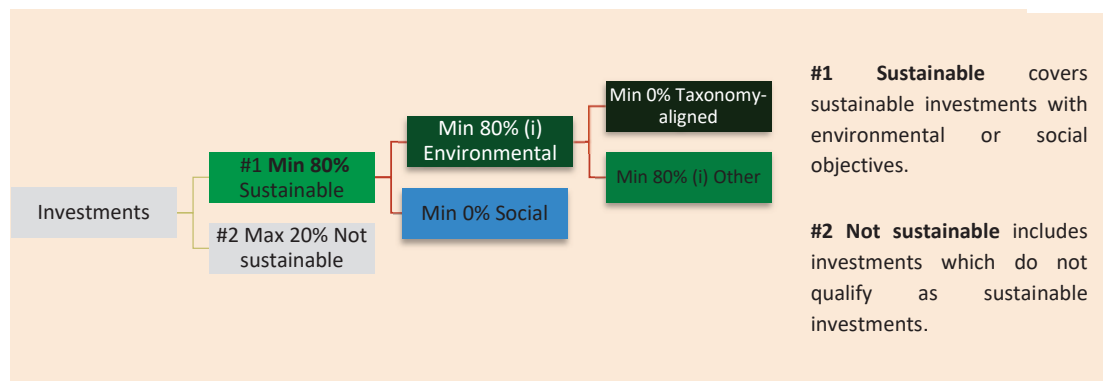 Investments
#1 Min 80%
Sustainable
#2 Max 20% Not
sustainable
Min 80% (i)
Environmental
Min 0% Social
Min 0% Taxonomy-
aligned
Min 80% (i) Other
#1 Sustainable covers
sustainable investments with
environmental or social
objectives.
#2 Not sustainable includes
investments which do not
qualify as sustainable
investments.